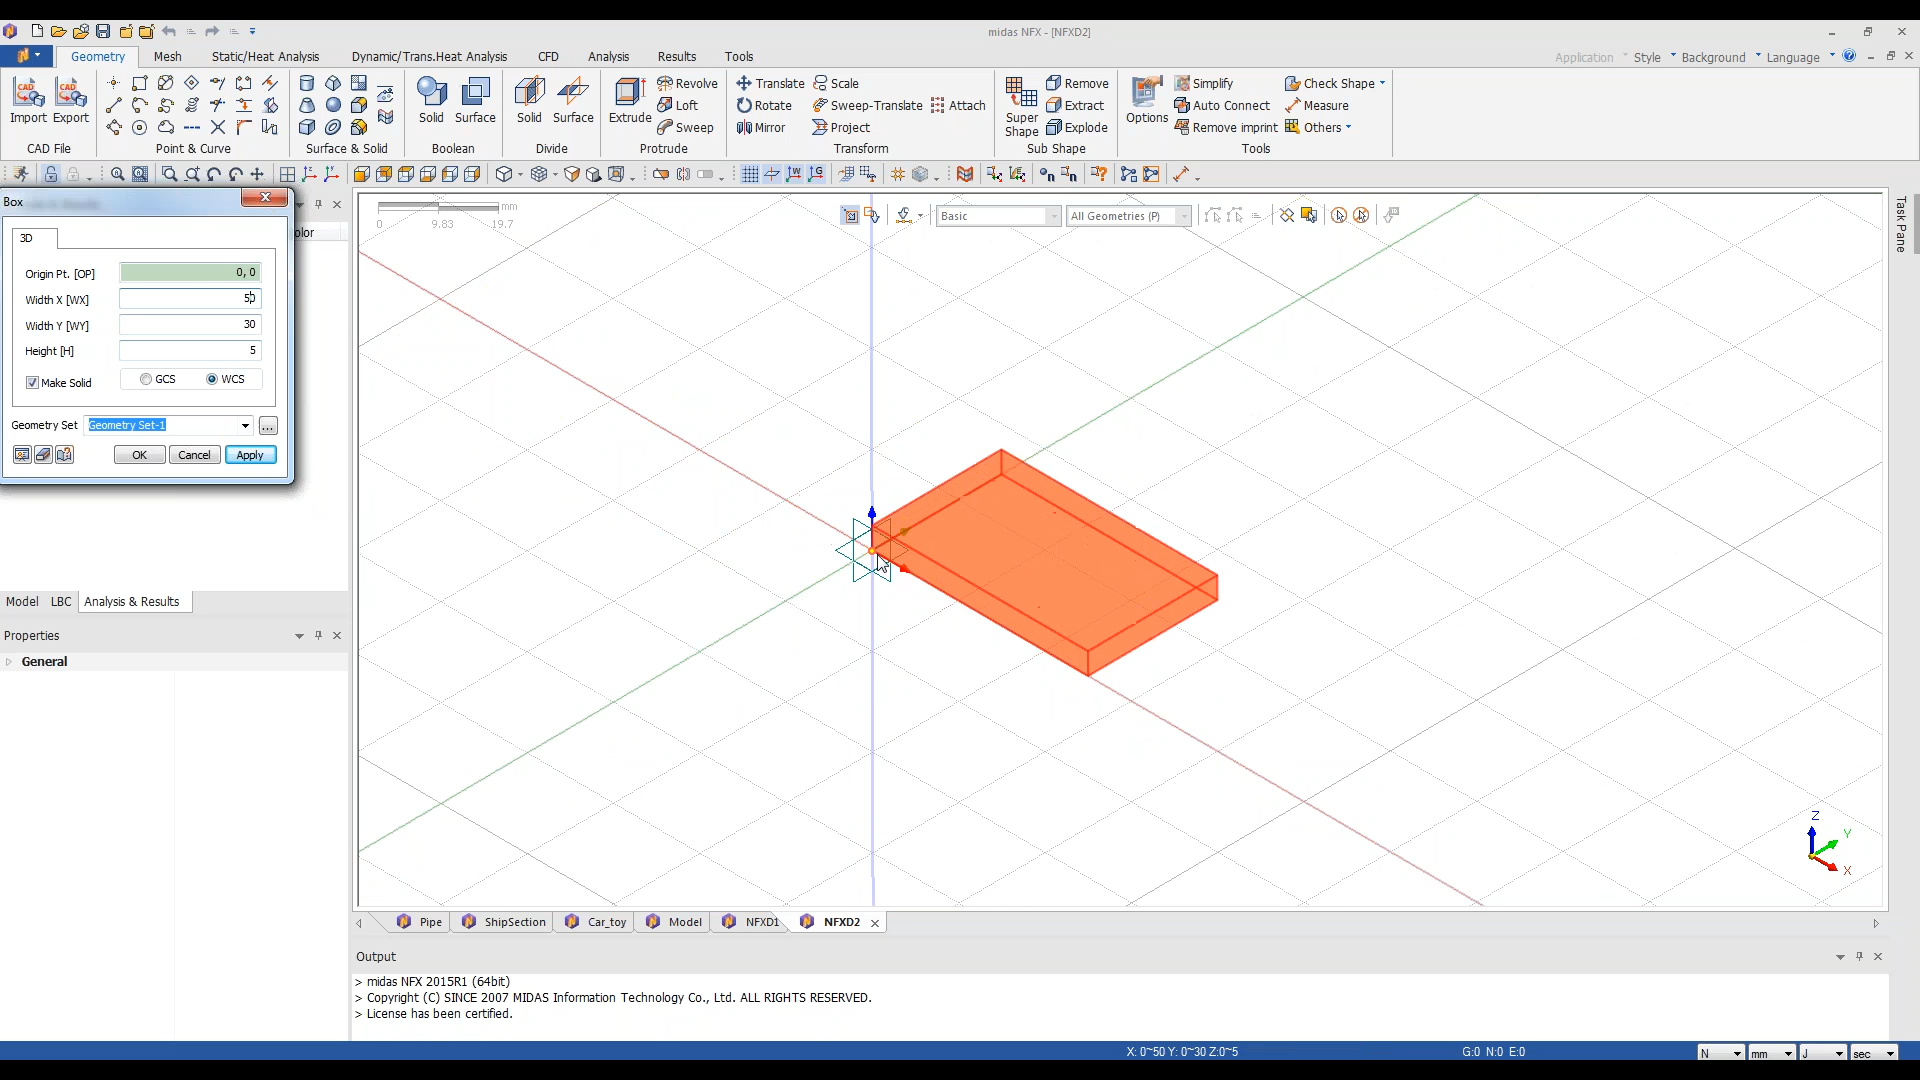 midas NFX - [NFXD2]
Geometry Mesh Static/Heat Analysis Dynamic/Trans.Heat Analysis CFD Analysis Results Tools
Application Style Background Language
CAD CAD
Import Export
CAD File
Point & Curve
Surface & Solid
Solid Surface
Boolean
Solid Surface
Divide
Extrude
Revolve
Loft
Sweep
Protrude
Translate Scale
Rotate Sweep-Translate Attach
Mirror Project
Transform
Super
Shape
Remove
Extract
Explode
Sub Shape
Options
Simplify Check Shape
Auto Connect Measure
Remove imprint Others
Tools
Box
olor
3D
Origin Pt. [OP] 0, 0
Width X [WX] 50
Width Y [WY] 30
Height [H] 5
Make Solid GCS WCS
Geometry Set Geometry Set-1 ...
OK Cancel Apply
mm
0 9.83 19.7
Basic All Geometries (P)
Task Pane
Model LBC Analysis & Results
Properties
General
Z
Y
X
Pipe ShipSection Car_toy Model NFXD1 NFXD2
Output
> midas NFX 2015R1 (64bit)
> Copyright (C) SINCE 2007 MIDAS Information Technology Co., Ltd. ALL RIGHTS RESERVED.
> License has been certified.
X: 0~50 Y: 0~30 Z:0~5 G:0 N:0 E:0 N mm J sec